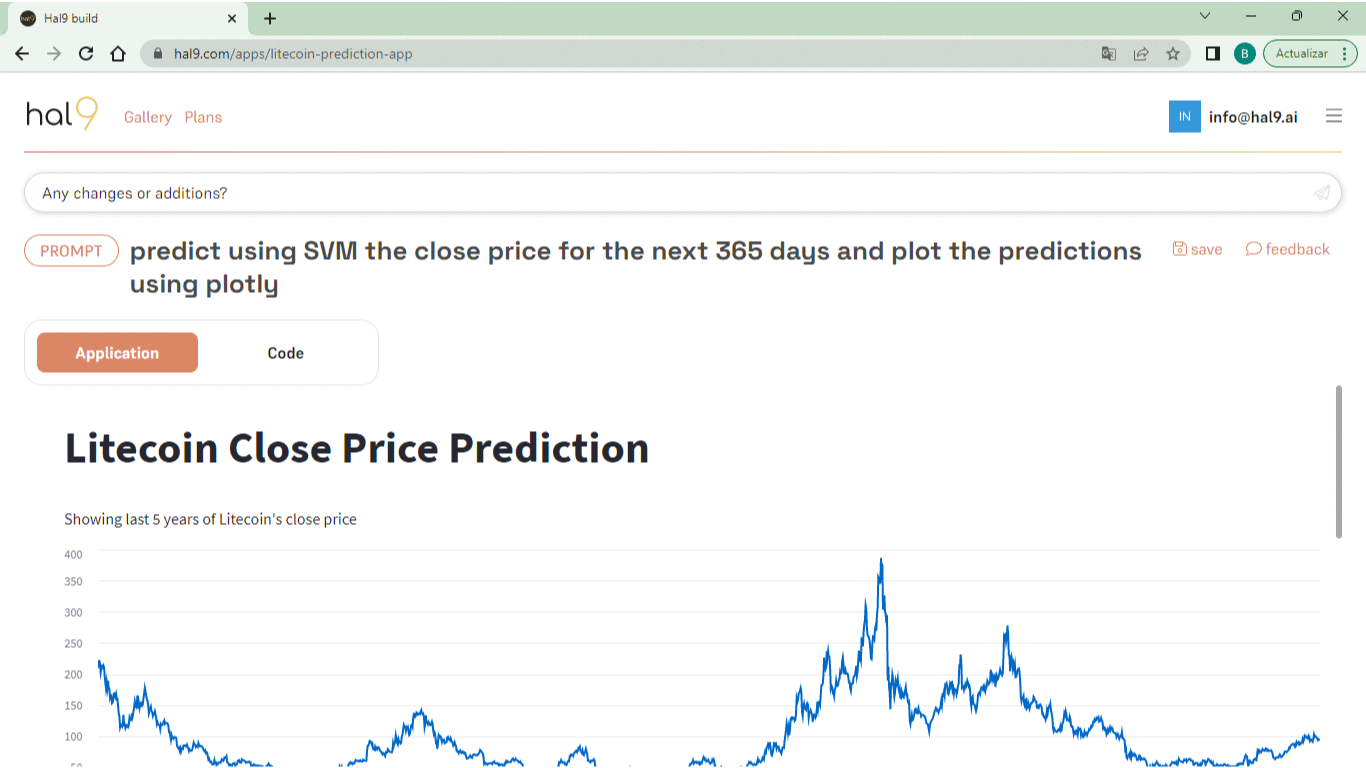 Hal9 build
hal9.com/apps/litecoin-prediction-app
B
Actualizar
hal9
Gallery Plans
IN info@hal9.ai
Any changes or additions?
PROMPT
predict using SVM the close price for the next 365 days and plot the predictions
using plotly
save feedback
Application Code
Litecoin Close Price Prediction
Showing last 5 years of Litecoin's close price
400
350
300
250
200
150
100
50